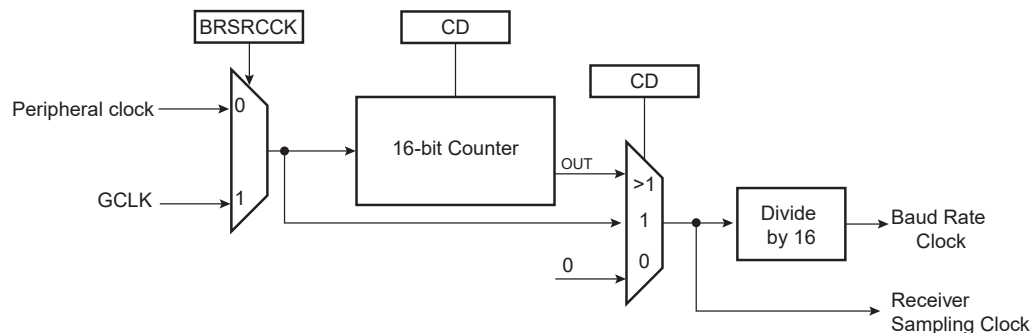 BRSRCCK
CD
CD
Peripheral clock
0
16-bit Counter
OUT
>1
GCLK
1
1
Divide
by 16
Baud Rate
Clock
0
0
Receiver
Sampling Clock